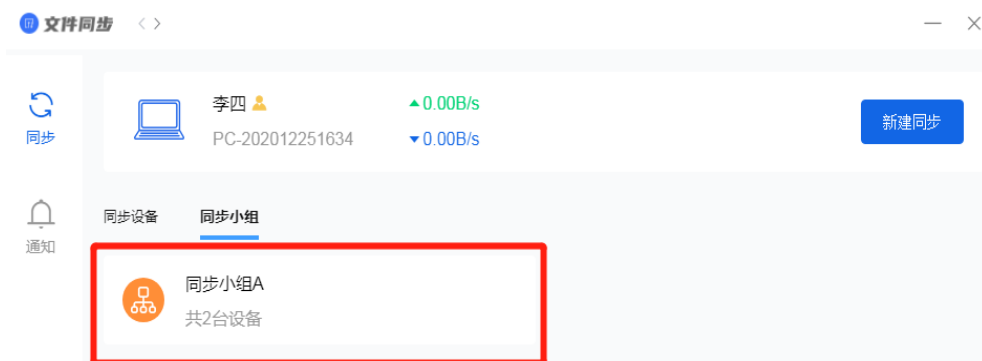 文件同步
同步
李四
PC-202012251634
0.00B/s
0.00B/s
新建同步
通知
同步设备
同步小组
同步小组A
共2台设备